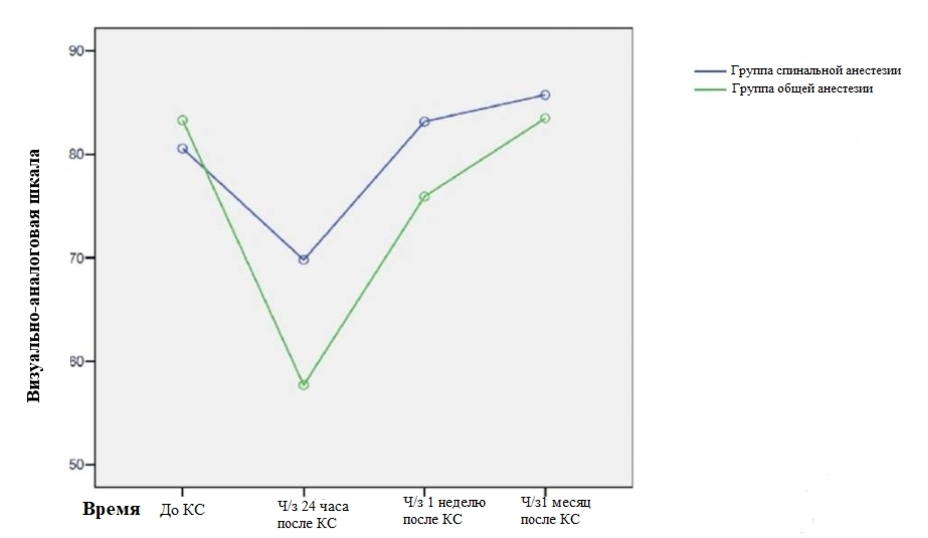 90
80
70
60
50
Визуально-аналоговая шкала
Группа спинальной анестезии
Группа общей анестезии
Время
До КС
Ч/з 24 часа
после КС
Ч/з 1 неделю
после КС
Ч/з1 месяц
после КС